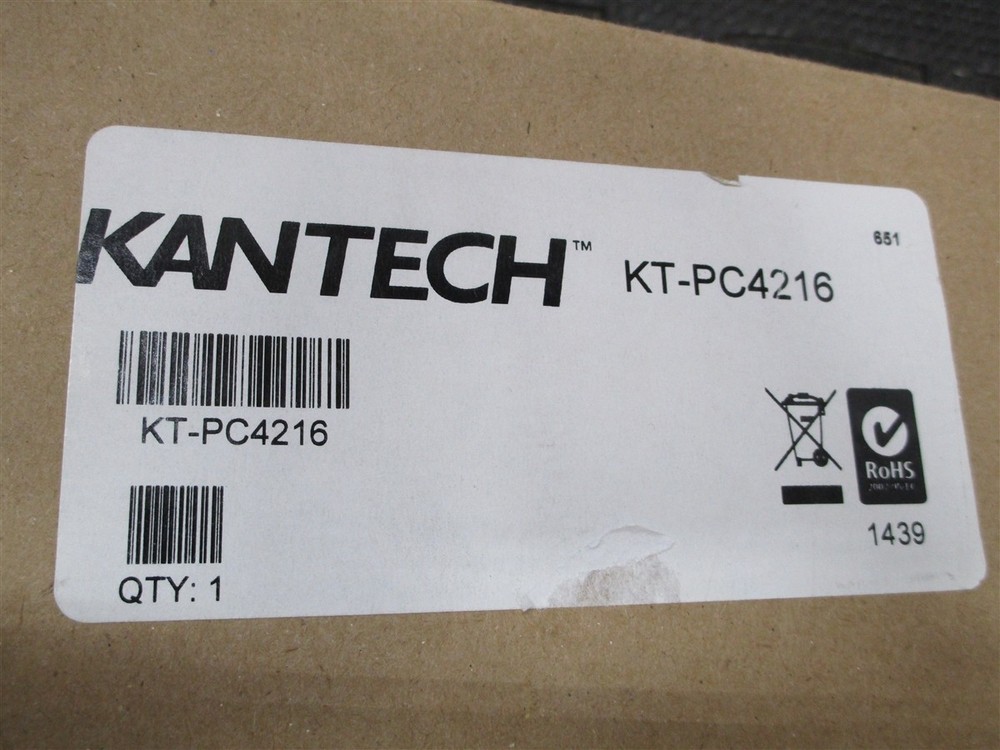 651
KANTECH™ KT-PC4216
KT-PC4216
RoHS
1439
QTY: 1